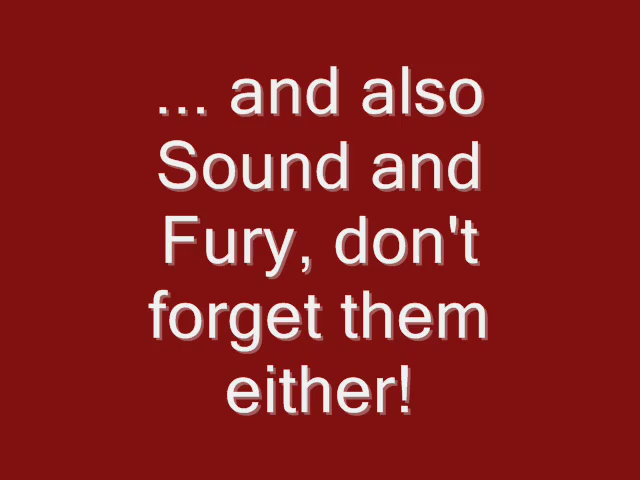 ... and also
Sound and
Fury, don't
forget them
either!